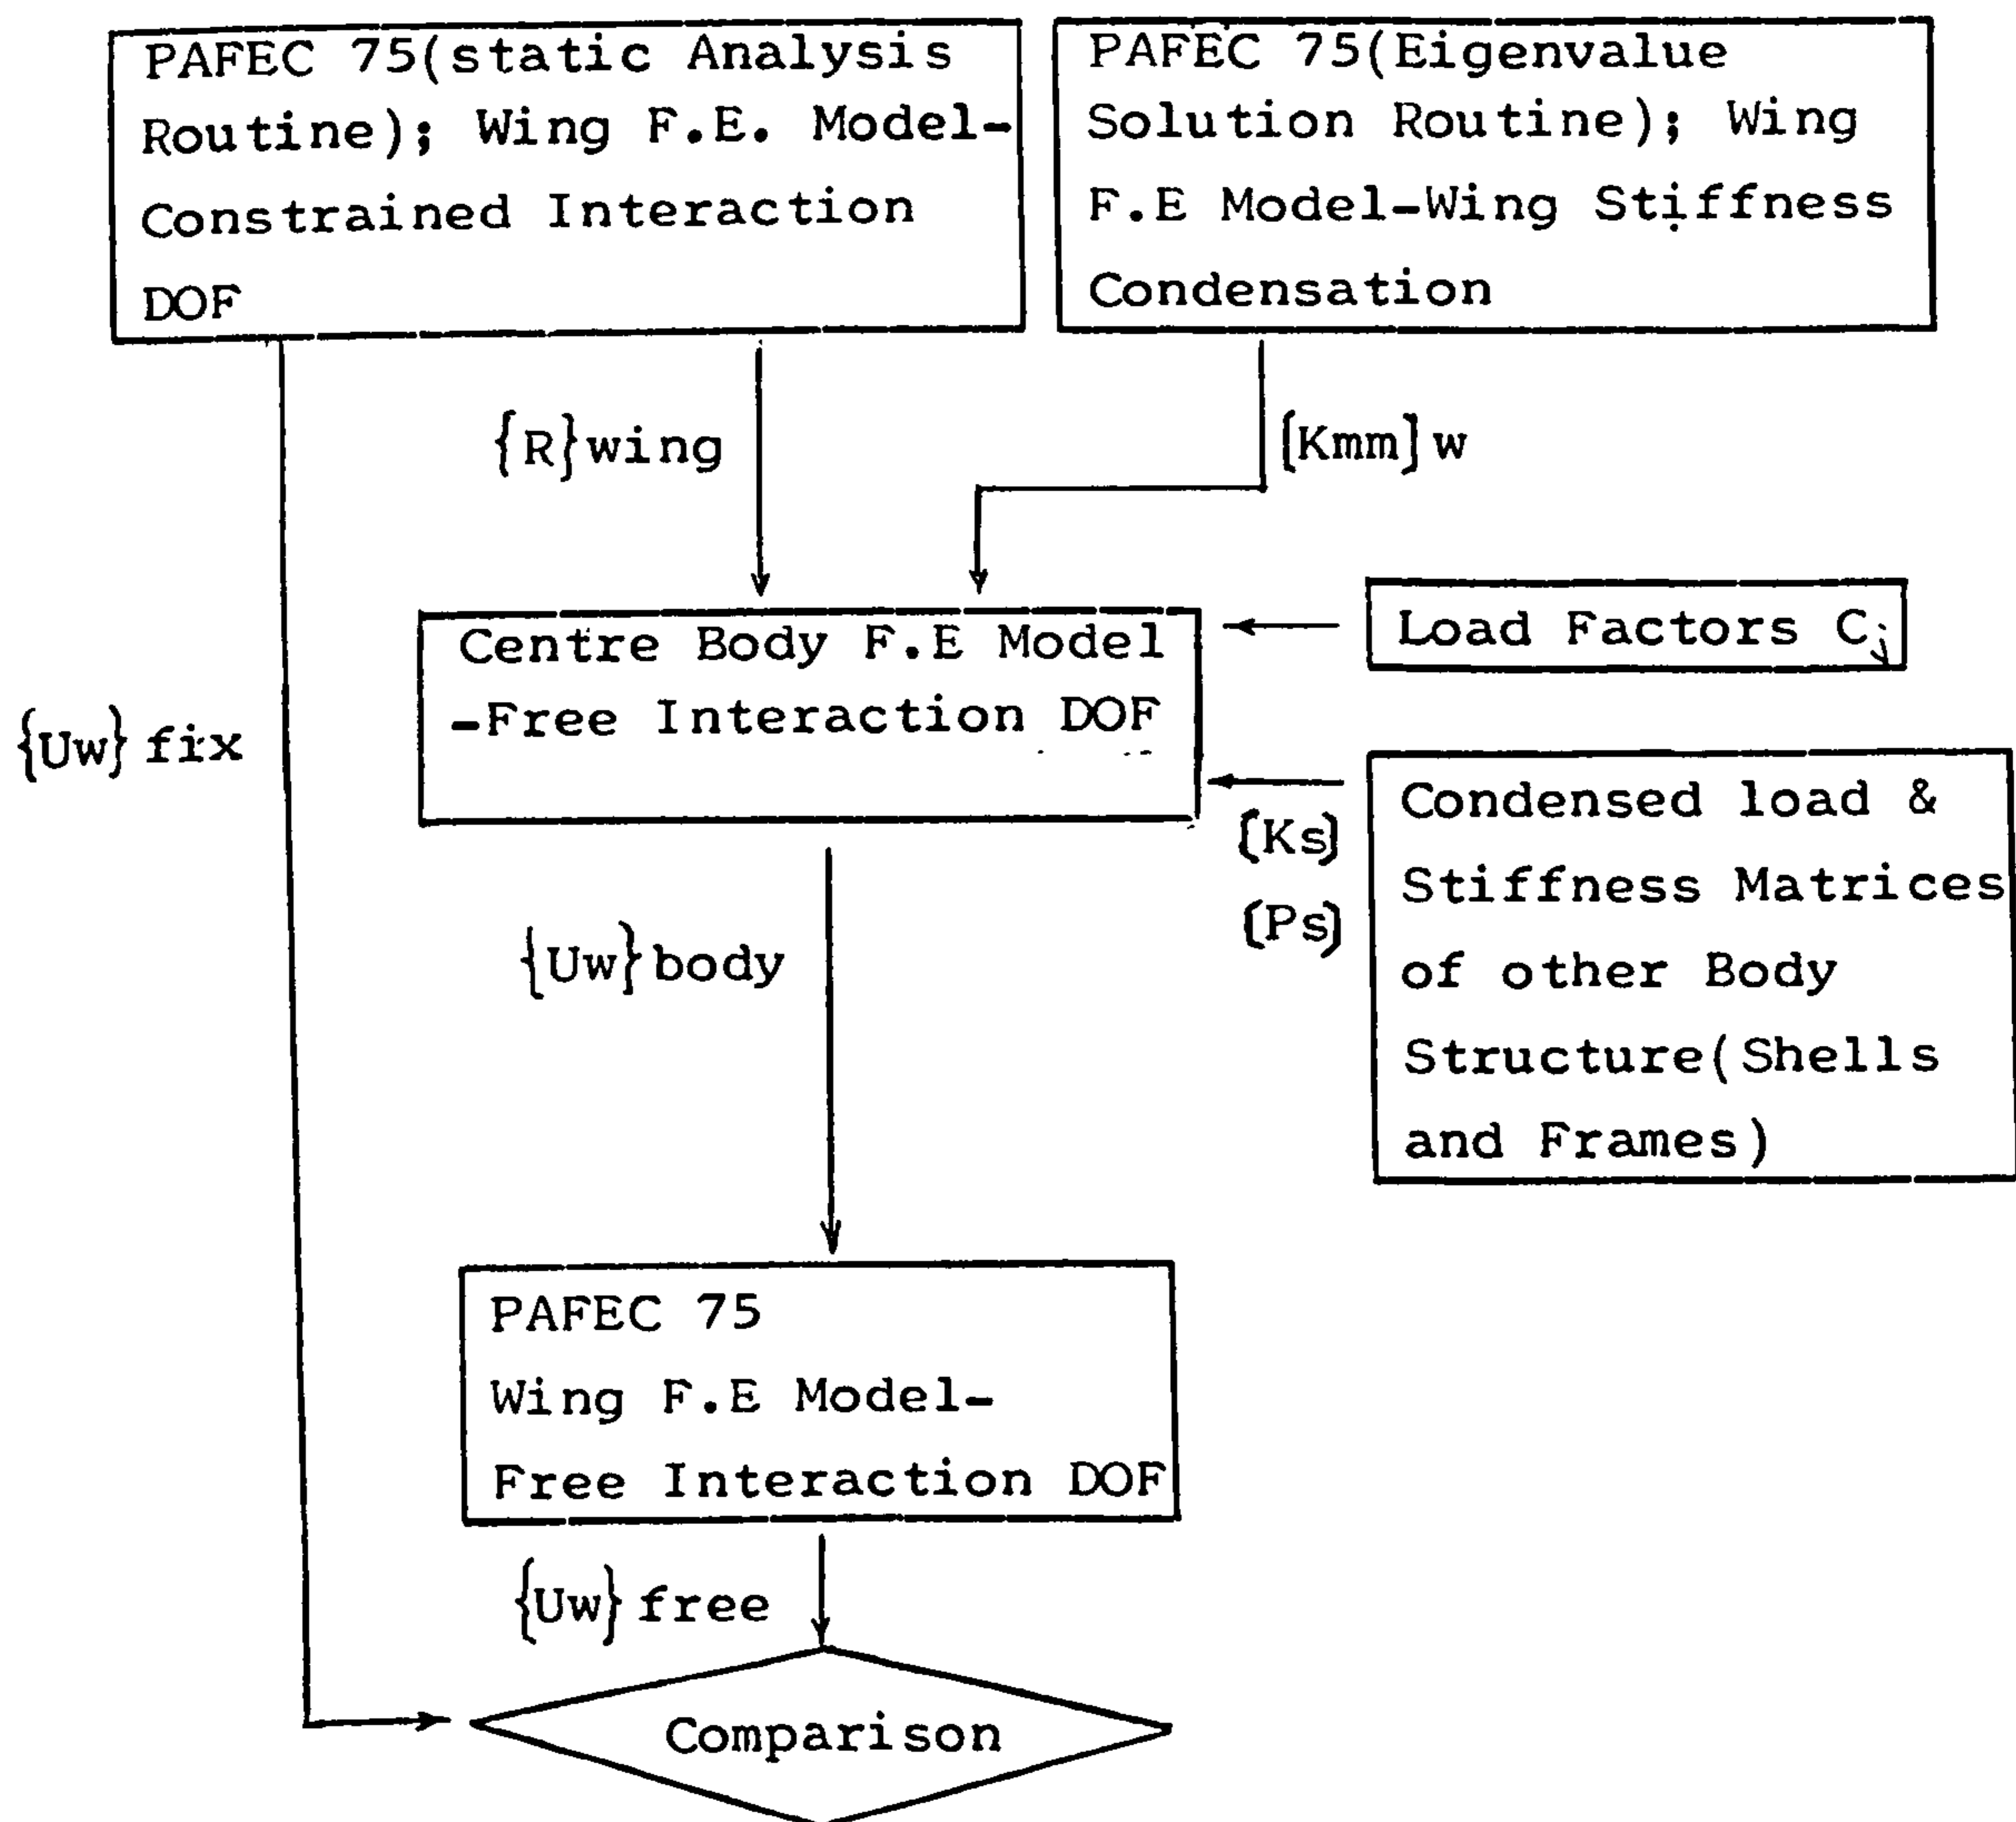 PAFEC 75(static Analysis
Routine); Wing F.E. Model-
Constrained Interaction
DOF
PAFEC 75(Eigenvalue
Solution Routine); Wing
F.E Model-Wing Stiffness
Condensation
{R}wing
[Kmm]w
Centre Body F.E Model
-Free Interaction DOF
Load Factors Cj
{Uw}fix
[Ks]
[Ps]
Condensed load &
Stiffness Matrices
of other Body
Structure(Shells
and Frames)
{Uw}body
PAFEC 75
Wing F.E Model-
Free Interaction DOF
{Uw}free
Comparison